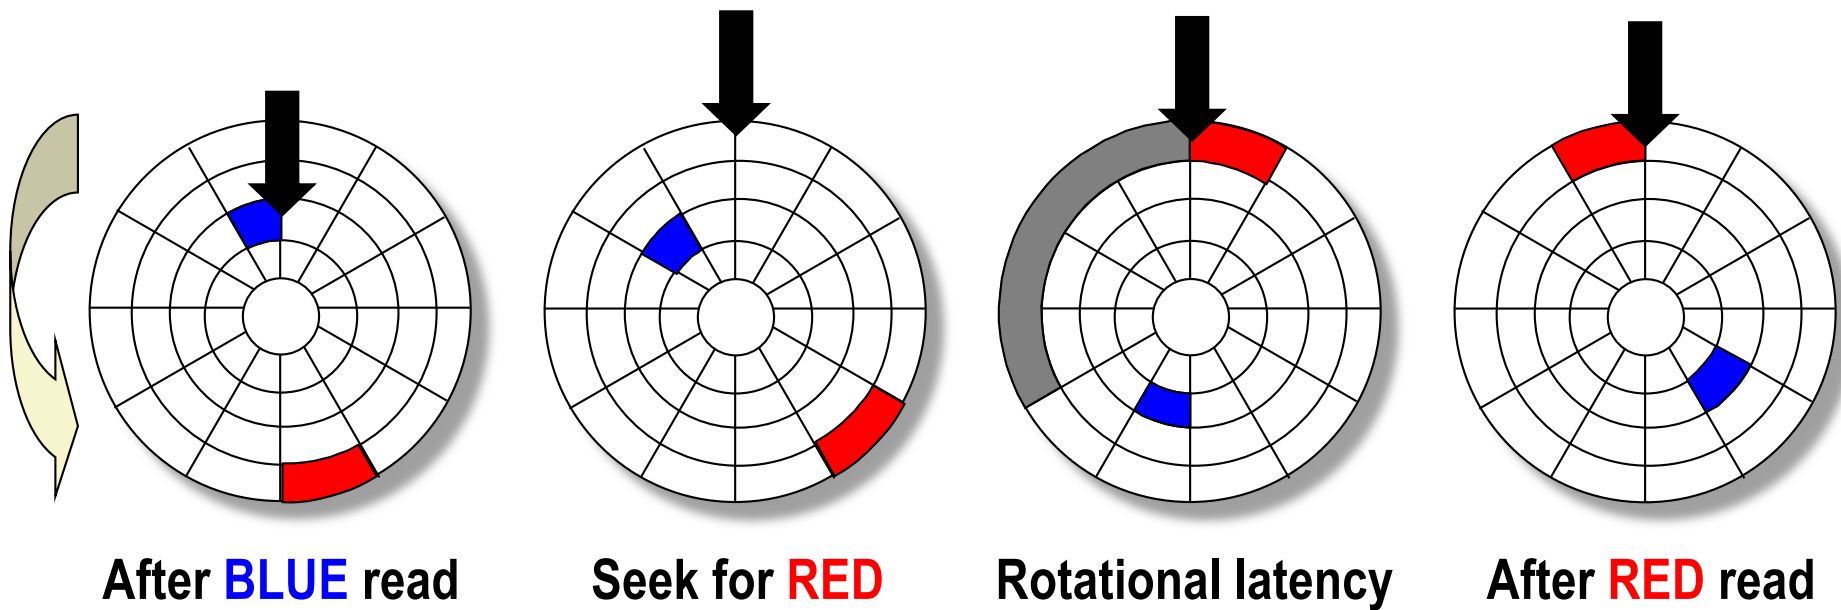 After BLUE read
Seek for RED
Rotational latency
After RED read